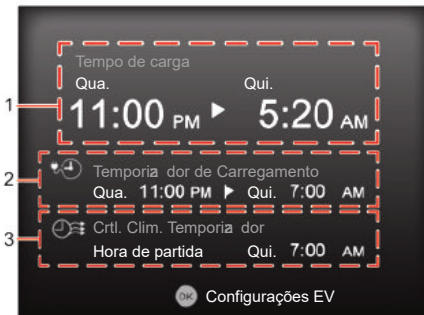 Tempo de carga
Qua. Qui.
1 11:00 PM ▶ 5:20 AM
2 Temporia dor de Carregamento
Qua. 11:00 PM ▶ Qui. 7:00 AM
3 Crtl. Clim. Temporia dor
Hora de partida Qui. 7:00 AM
OK Configurações EV